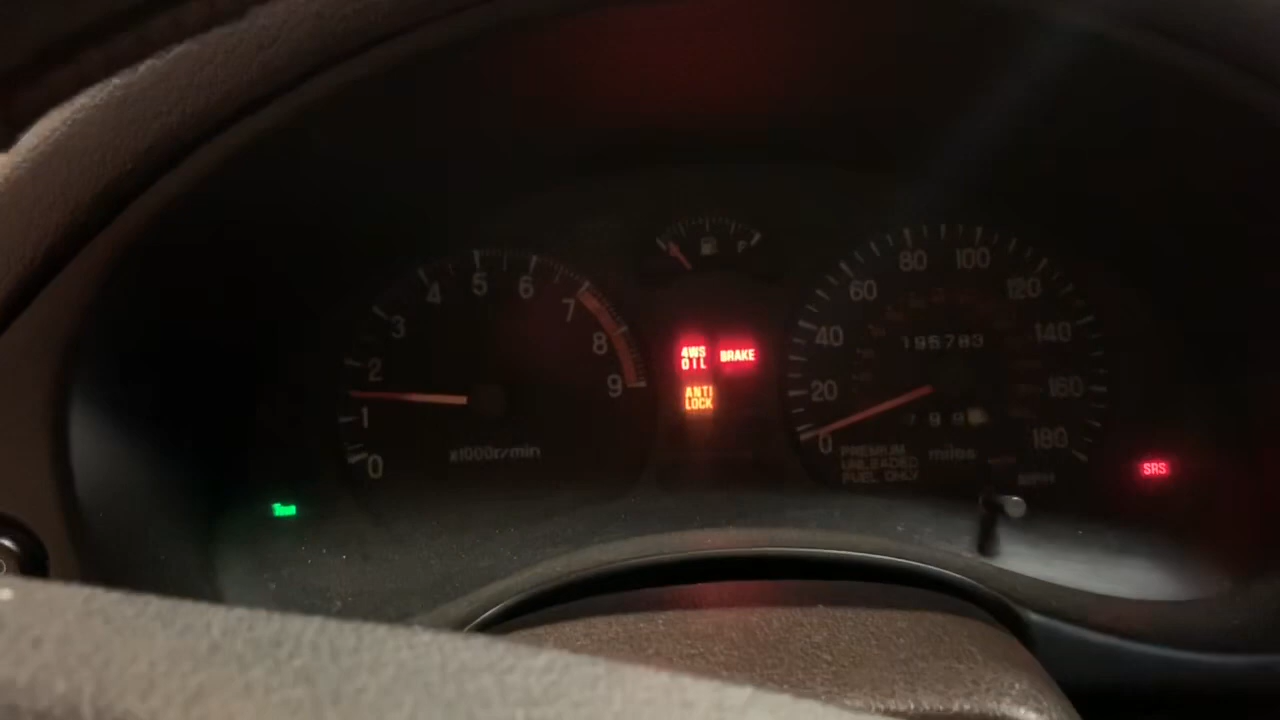 F
5 6
4 7
3 8
2 9
1
0
x1000r/min
4WS
OIL
BRAKE
ANTI
LOCK
80 100
60 120
40 140
20 160
0 180
195783
miles
MPH
PREMIUM
UNLEADED
FUEL ONLY
SRS